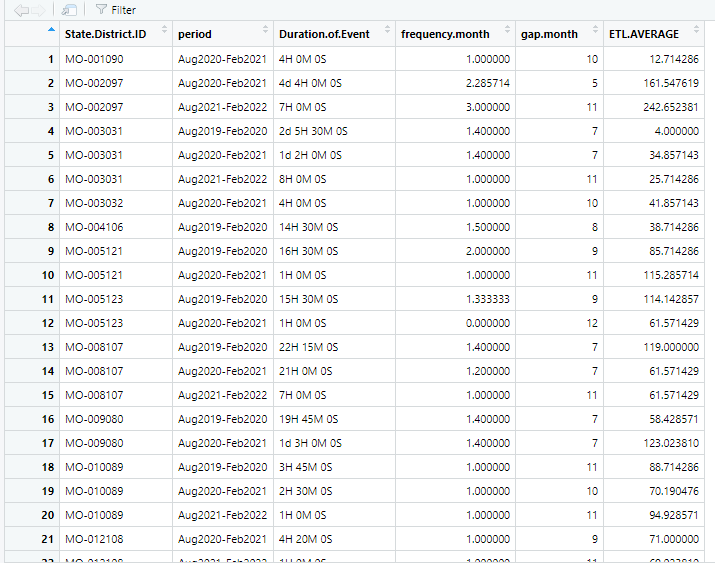 Filter
State.District.ID period Duration.of.Event frequency.month gap.month ETL.AVERAGE
1 MO-001090 Aug2020-Feb2021 4H 0M 0S 1.000000 10 12.714286
2 MO-002097 Aug2020-Feb2021 4d 4H 0M 0S 2.285714 5 161.547619
3 MO-002097 Aug2021-Feb2022 7H 0M 0S 3.000000 11 242.652381
4 MO-003031 Aug2019-Feb2020 2d 5H 30M 0S 1.400000 7 4.000000
5 MO-003031 Aug2020-Feb2021 1d 2H 0M 0S 1.400000 7 34.857143
6 MO-003031 Aug2021-Feb2022 8H 0M 0S 1.000000 11 25.714286
7 MO-003032 Aug2020-Feb2021 4H 0M 0S 1.000000 10 41.857143
8 MO-004106 Aug2019-Feb2020 14H 30M 0S 1.500000 8 38.714286
9 MO-005121 Aug2019-Feb2020 16H 30M 0S 2.000000 9 85.714286
10 MO-005121 Aug2020-Feb2021 1H 0M 0S 1.000000 11 115.285714
11 MO-005123 Aug2019-Feb2020 15H 30M 0S 1.333333 9 114.142857
12 MO-005123 Aug2020-Feb2021 1H 0M 0S 0.000000 12 61.571429
13 MO-008107 Aug2019-Feb2020 22H 15M 0S 1.400000 7 119.000000
14 MO-008107 Aug2020-Feb2021 21H 0M 0S 1.200000 7 61.571429
15 MO-008107 Aug2021-Feb2022 7H 0M 0S 1.000000 11 61.571429
16 MO-009080 Aug2019-Feb2020 19H 45M 0S 1.400000 7 58.428571
17 MO-009080 Aug2020-Feb2021 1d 3H 0M 0S 1.400000 7 123.023810
18 MO-010089 Aug2019-Feb2020 3H 45M 0S 1.000000 11 88.714286
19 MO-010089 Aug2020-Feb2021 2H 30M 0S 1.000000 10 70.190476
20 MO-010089 Aug2021-Feb2022 1H 0M 0S 1.000000 11 94.928571
21 MO-012108 Aug2020-Feb2021 4H 20M 0S 1.000000 9 71.000000